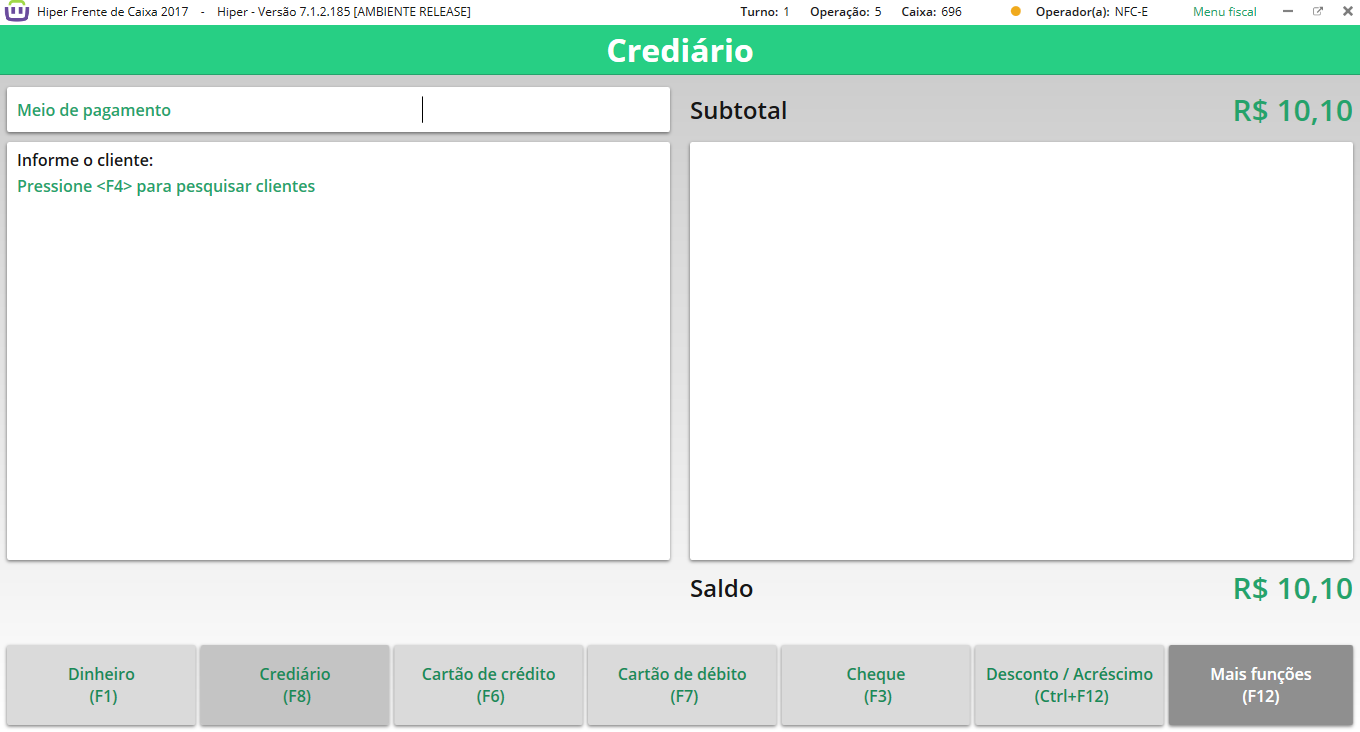 Hiper Frente de Caixa 2017 - Hiper - Versão 7.1.2.185 [AMBIENTE RELEASE] Turno: 1 Operação: 5 Caixa: 696 Operador(a): NFC-E Menu fiscal
Crediário
Meio de pagamento
Subtotal R$ 10,10
Informe o cliente:
Pressione <F4> para pesquisar clientes
Saldo R$ 10,10
Dinheiro
(F1)
Crediário
(F8)
Cartão de crédito
(F6)
Cartão de débito
(F7)
Cheque
(F3)
Desconto / Acréscimo
(Ctrl+F12)
Mais funções
(F12)